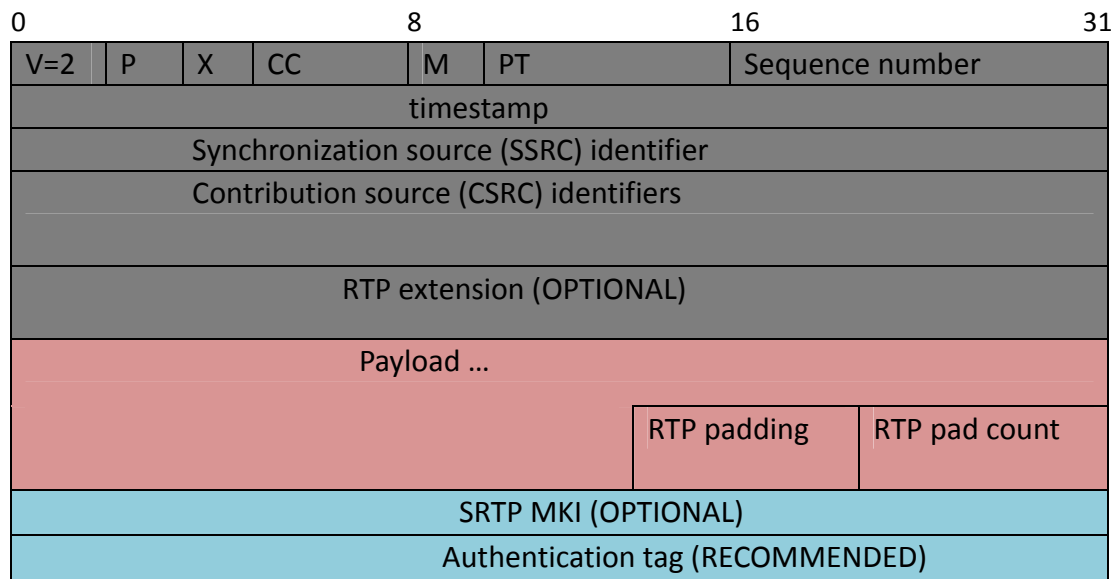 0 8 16 31
V=2 P X CC M PT Sequence number
timestamp
Synchronization source (SSRC) identifier
Contribution source (CSRC) identifiers
RTP extension (OPTIONAL)
Payload ...
RTP padding RTP pad count
SRTP MKI (OPTIONAL)
Authentication tag (RECOMMENDED)